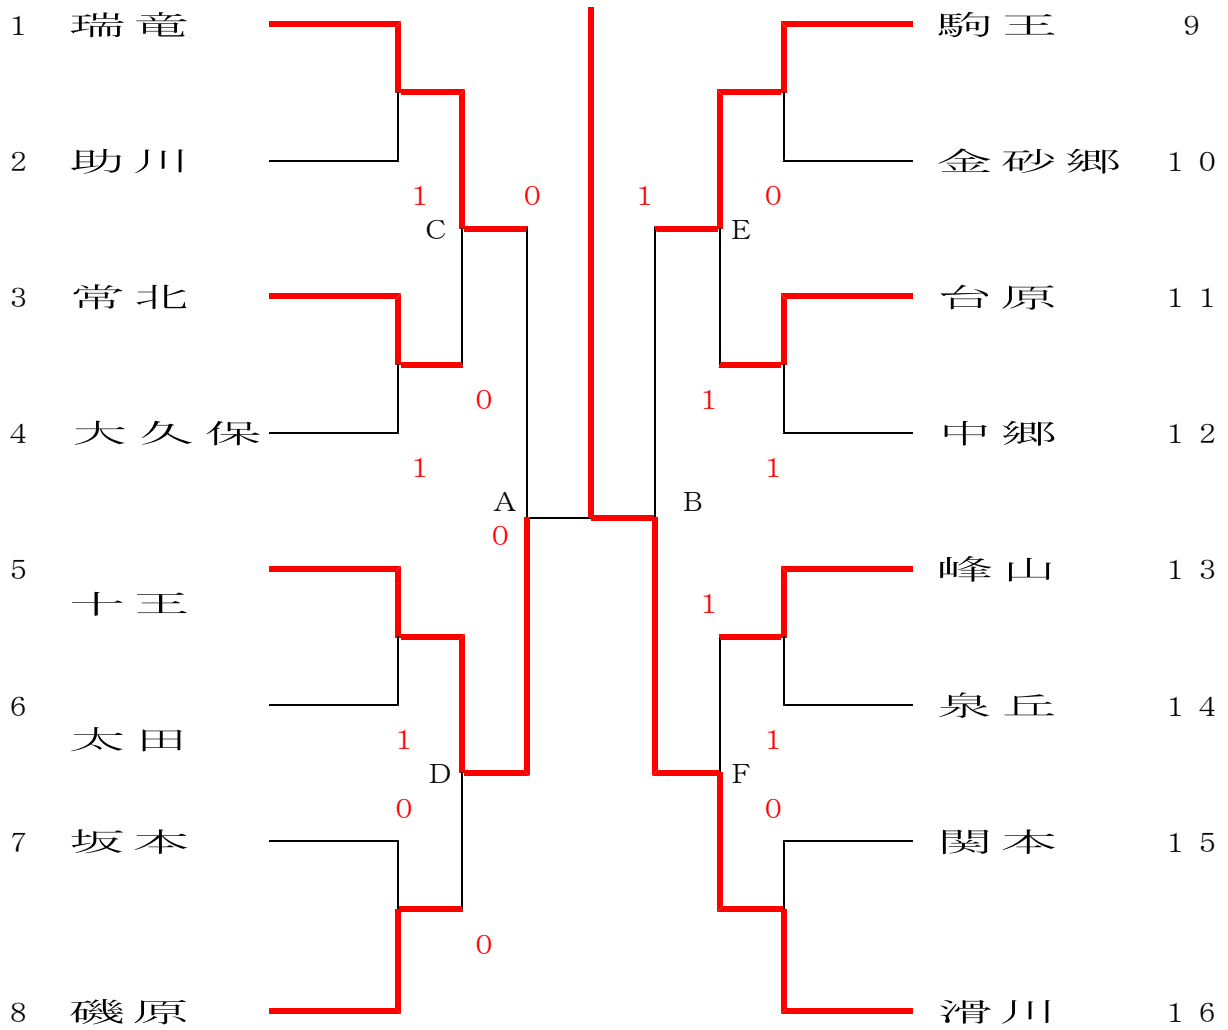 1 瑞竜 駒王 9
2 助川 金砂郷 10
1 0 1 0
C E
3 常北 台原 11
0 1
4 大久保 中郷 12
1 1
A B
0
5 峰山 13
十王 1
6 泉丘 14
太田 1 1
D F
0 0
7 坂本 関本 15
0
8 磯原 滑川 16